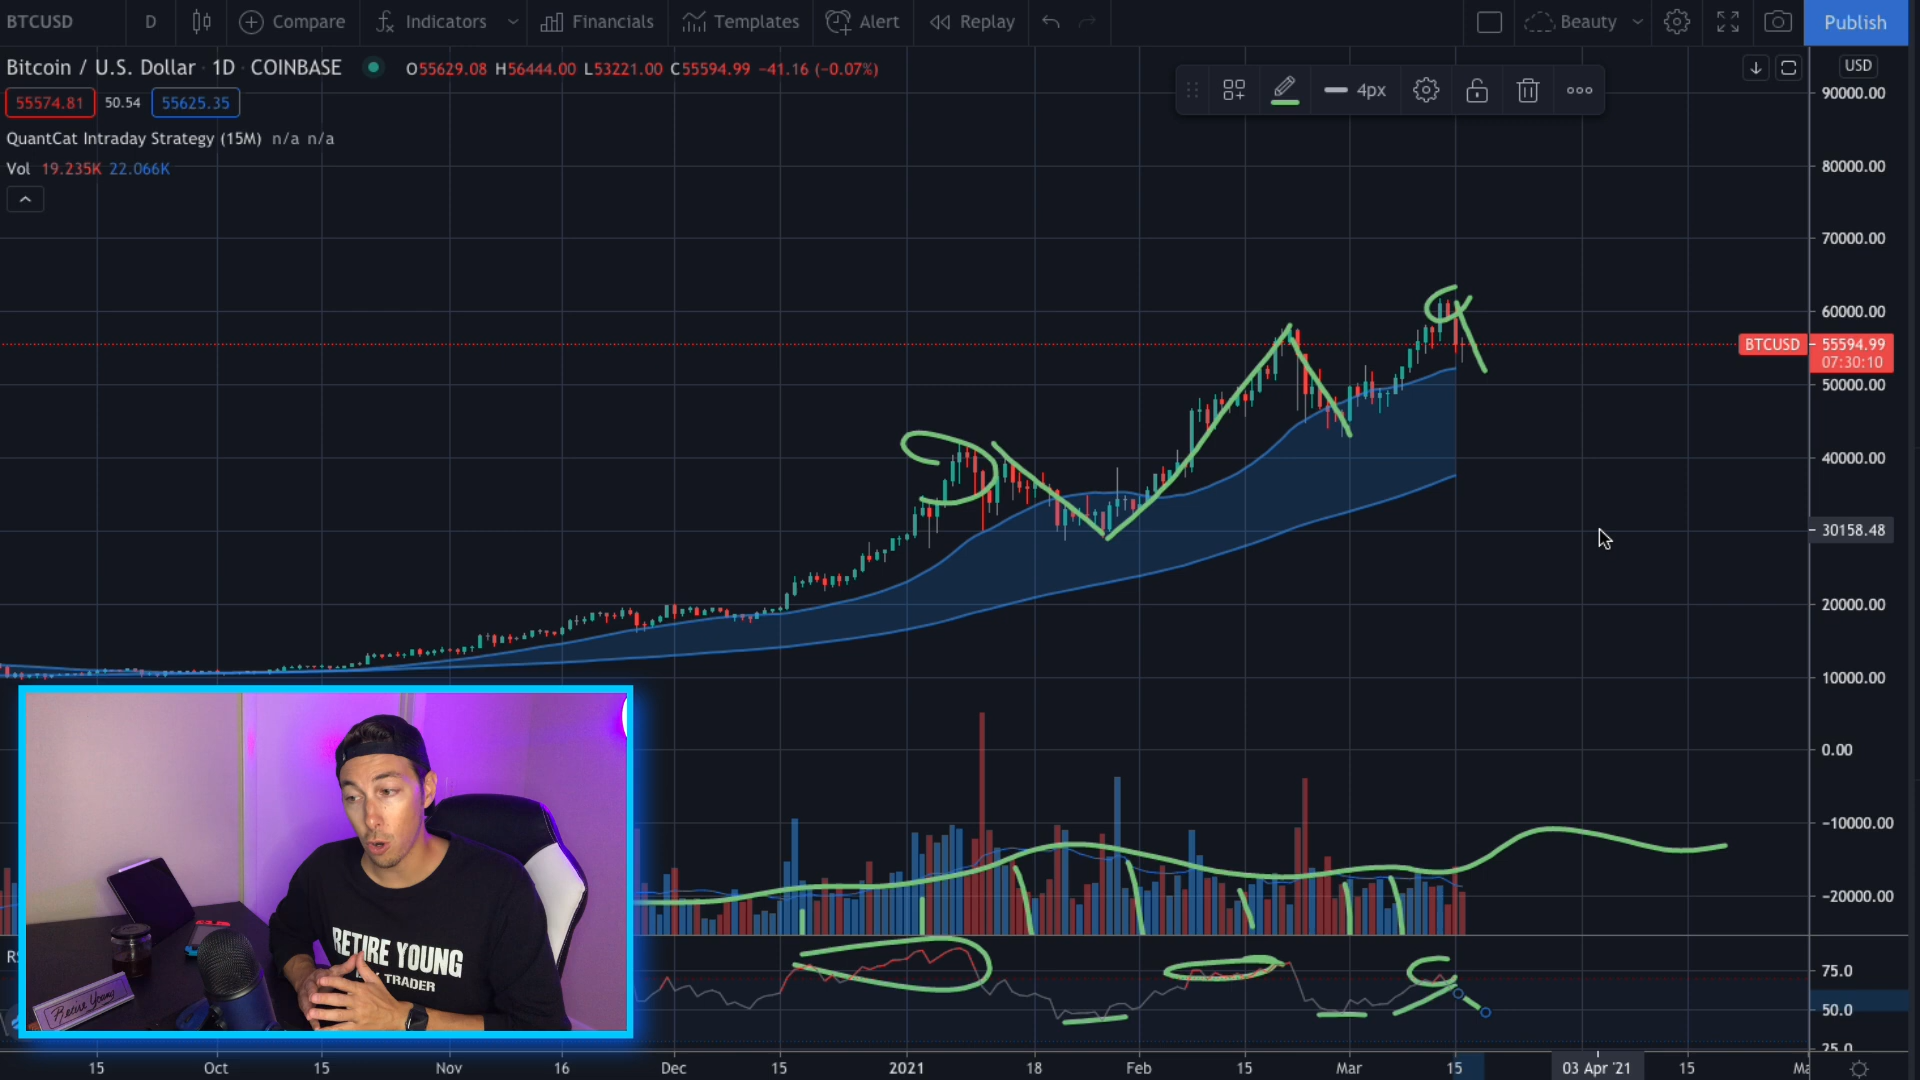 BTCUSD D Compare Indicators Financials Templates Alert Replay Beauty Publish
Bitcoin / U.S. Dollar · 1D · COINBASE O55629.08 H56444.00 L53221.00 C55594.99 −41.16 (−0.07%)
4px
USD
55574.81 50.54 55625.35
QuantCat Intraday Strategy (15M) n/a n/a
Vol 19.235K 22.066K
90000.00
80000.00
70000.00
60000.00
BTCUSD 55594.99
07:30:10
50000.00
40000.00
30158.48
20000.00
10000.00
0.00
−10000.00
−20000.00
75.0
50.0
25.0
RETIRE YOUNG
TRADER
Retire Young
15 Oct 15 Nov 16 Dec 15 2021 18 Feb 15 Mar 15 03 Apr '21 15